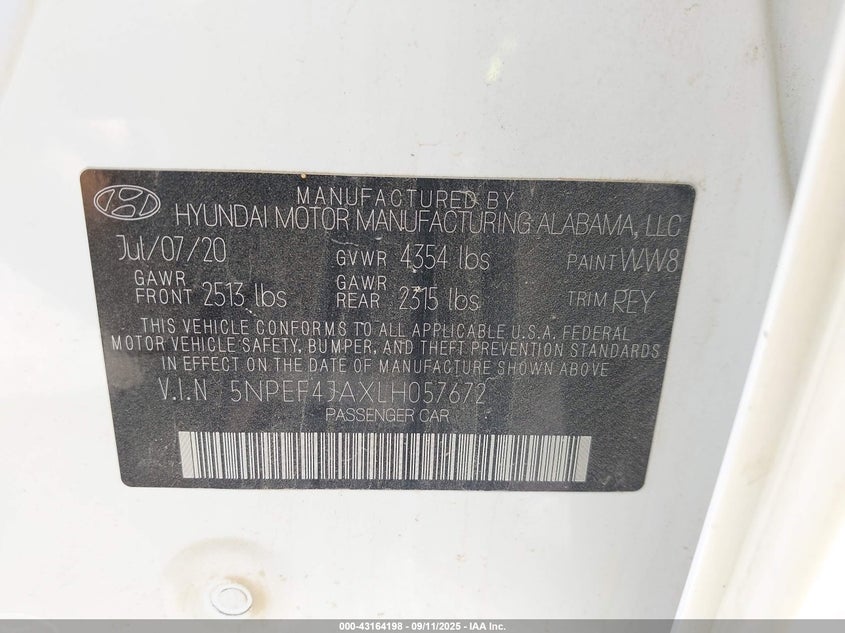 MANUFACTURED BY
HYUNDAI MOTOR MANUFACTURING ALABAMA, LLC
Jul/07/20 GVWR 4354 lbs PAINT WW8
GAWR FRONT 2513 lbs GAWR REAR 2315 lbs TRIM REY
THIS VEHICLE CONFORMS TO ALL APPLICABLE U.S.A. FEDERAL
MOTOR VEHICLE SAFETY, BUMPER, AND THEFT PREVENTION STANDARDS
IN EFFECT ON THE DATE OF MANUFACTURE SHOWN ABOVE
V.I.N 5NPEF4JAXLH057672
PASSENGER CAR
000-43164198 - 09/11/2025 - IAA Inc.